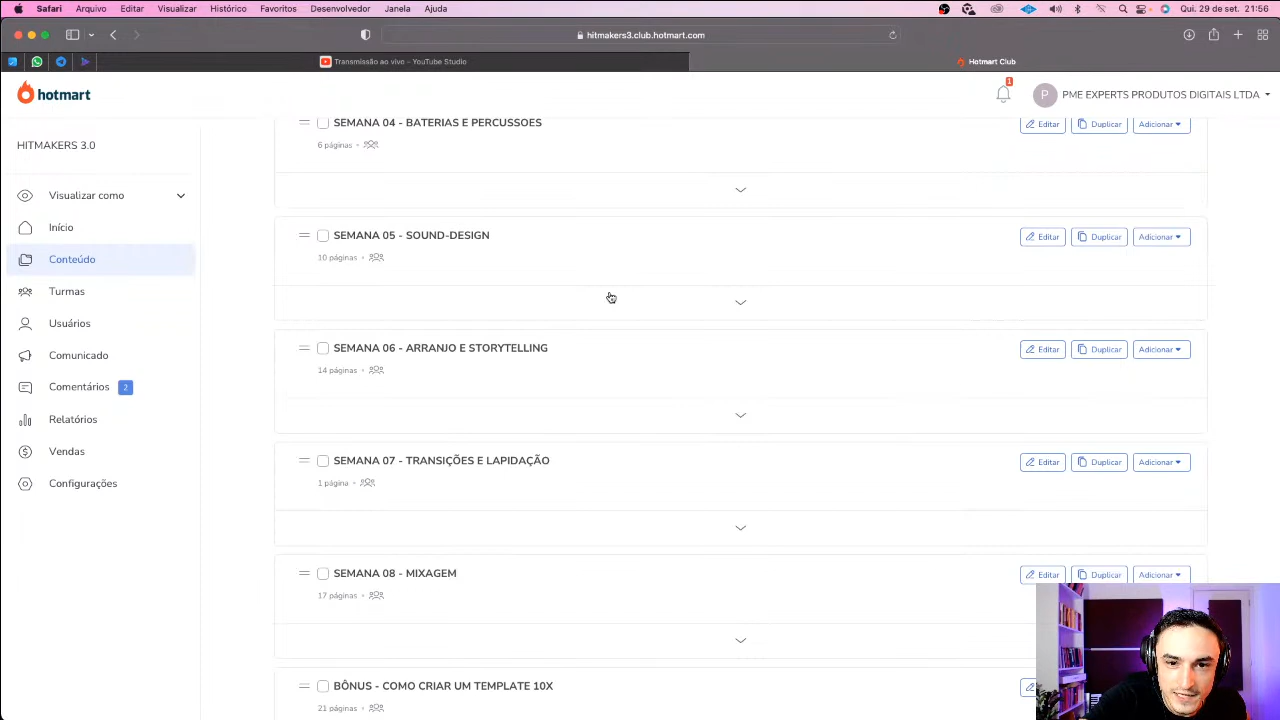 Safari Arquivo Editar Visualizar Histórico Favoritos Desenvolvedor Janela Ajuda Qui. 29 de set. 21:56
hitmakers3.club.hotmart.com
Transmissão ao vivo – YouTube Studio
Hotmart Club
hotmart
1
P PME EXPERTS PRODUTOS DIGITAIS LTDA
HITMAKERS 3.0
Visualizar como
Início
Conteúdo
Turmas
Usuários
Comunicado
Comentários 2
Relatórios
Vendas
Configurações
SEMANA 04 - BATERIAS E PERCUSSOES
Editar Duplicar Adicionar
6 páginas •
SEMANA 05 - SOUND-DESIGN
Editar Duplicar Adicionar
10 páginas •
SEMANA 06 - ARRANJO E STORYTELLING
Editar Duplicar Adicionar
14 páginas •
SEMANA 07 - TRANSIÇÕES E LAPIDAÇÃO
Editar Duplicar Adicionar
1 página •
SEMANA 08 - MIXAGEM
Editar Duplicar Adicionar
17 páginas •
BÔNUS - COMO CRIAR UM TEMPLATE 10X
21 páginas •